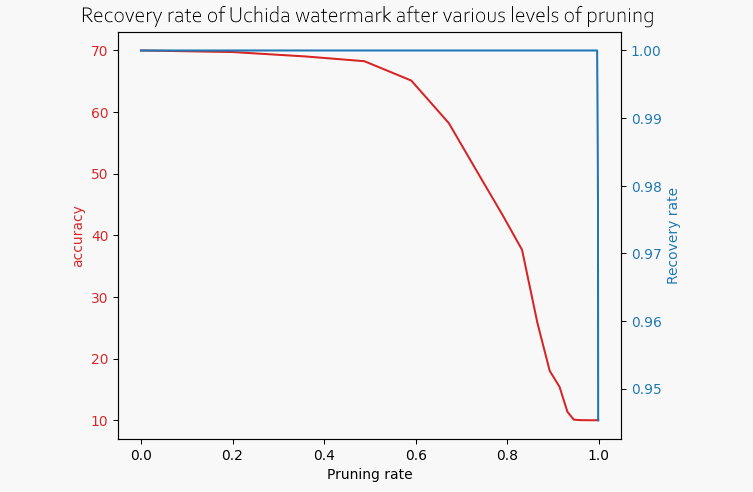 Recovery rate of Uchida watermark after various levels of pruning
70
60
50
40
30
20
10
accuracy
1.00
0.99
0.98
0.97
0.96
0.95
Recovery rate
0.0 0.2 0.4 0.6 0.8 1.0
Pruning rate